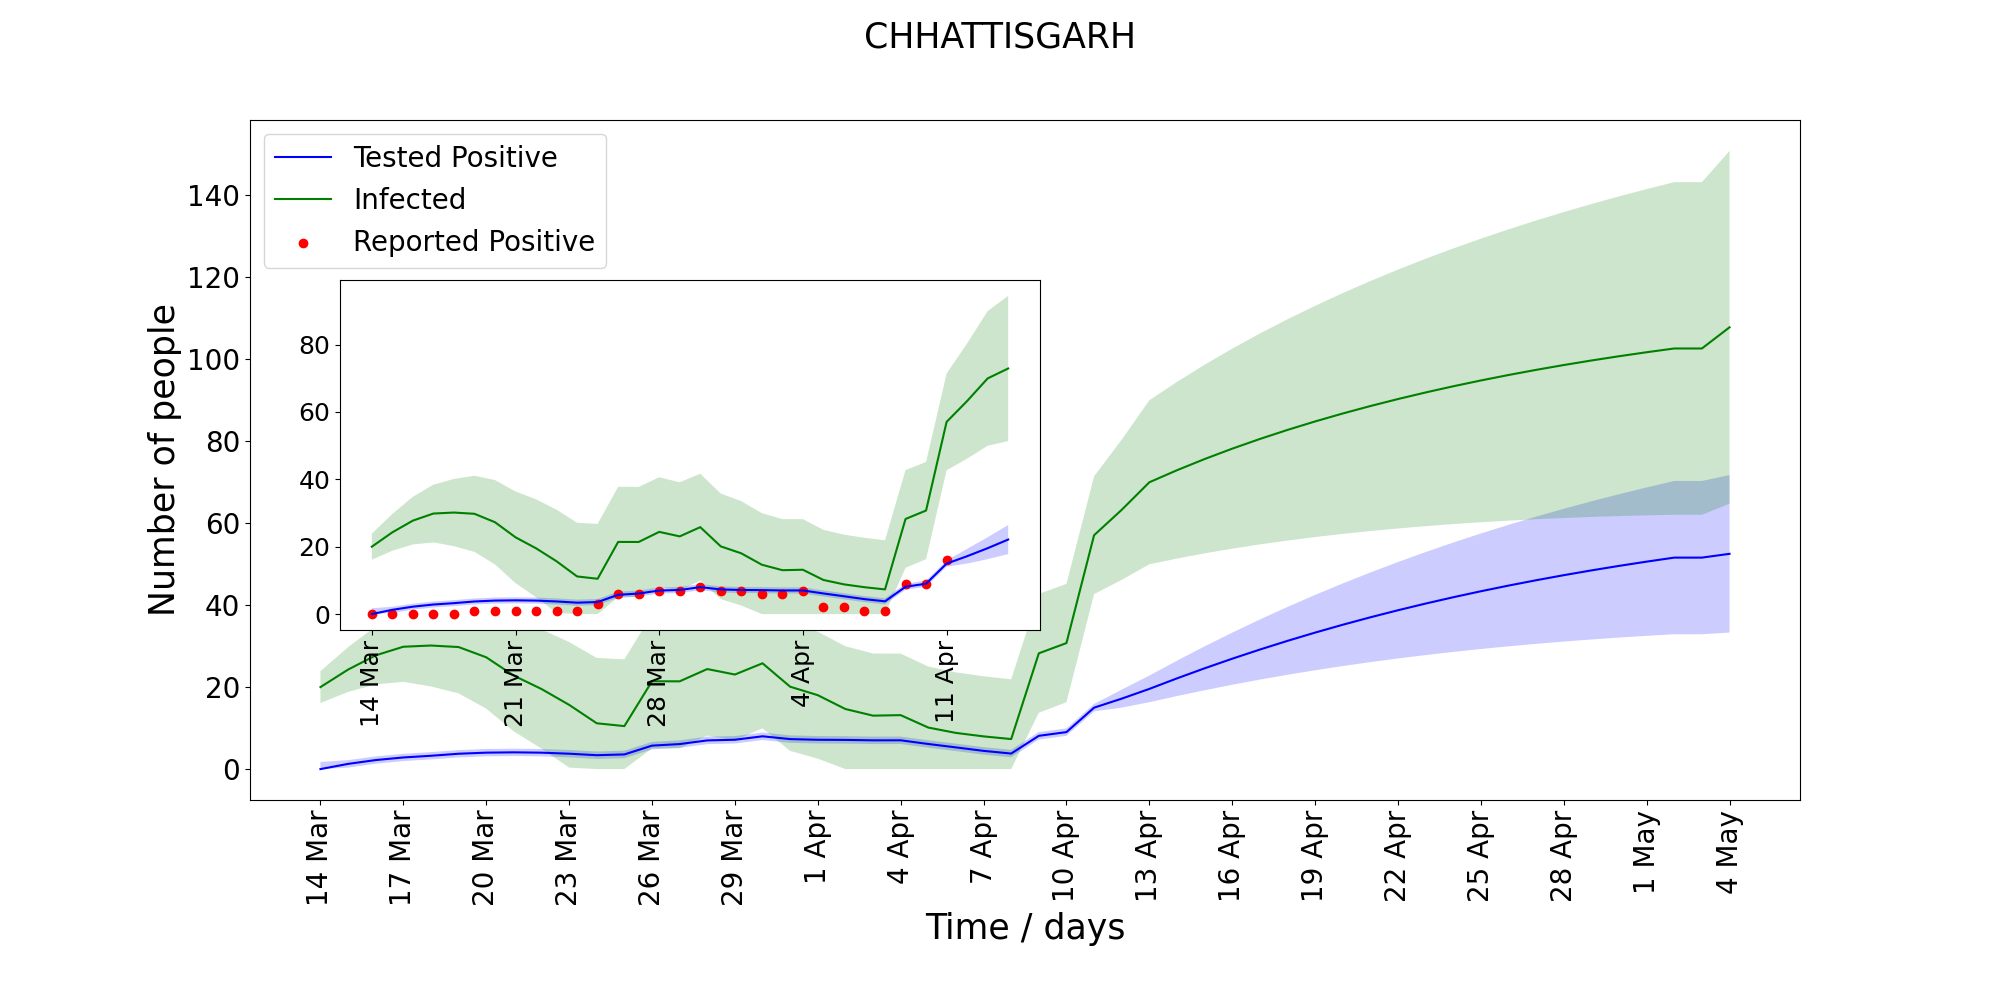 CHHATTISGARH
Tested Positive
Infected
Reported Positive
Number of people
140
120
100
80
60
40
20
0
80
60
40
20
0
14 Mar
21 Mar
28 Mar
4 Apr
11 Apr
14 Mar
17 Mar
20 Mar
23 Mar
26 Mar
29 Mar
1 Apr
4 Apr
7 Apr
10 Apr
13 Apr
16 Apr
19 Apr
22 Apr
25 Apr
28 Apr
1 May
4 May
Time / days